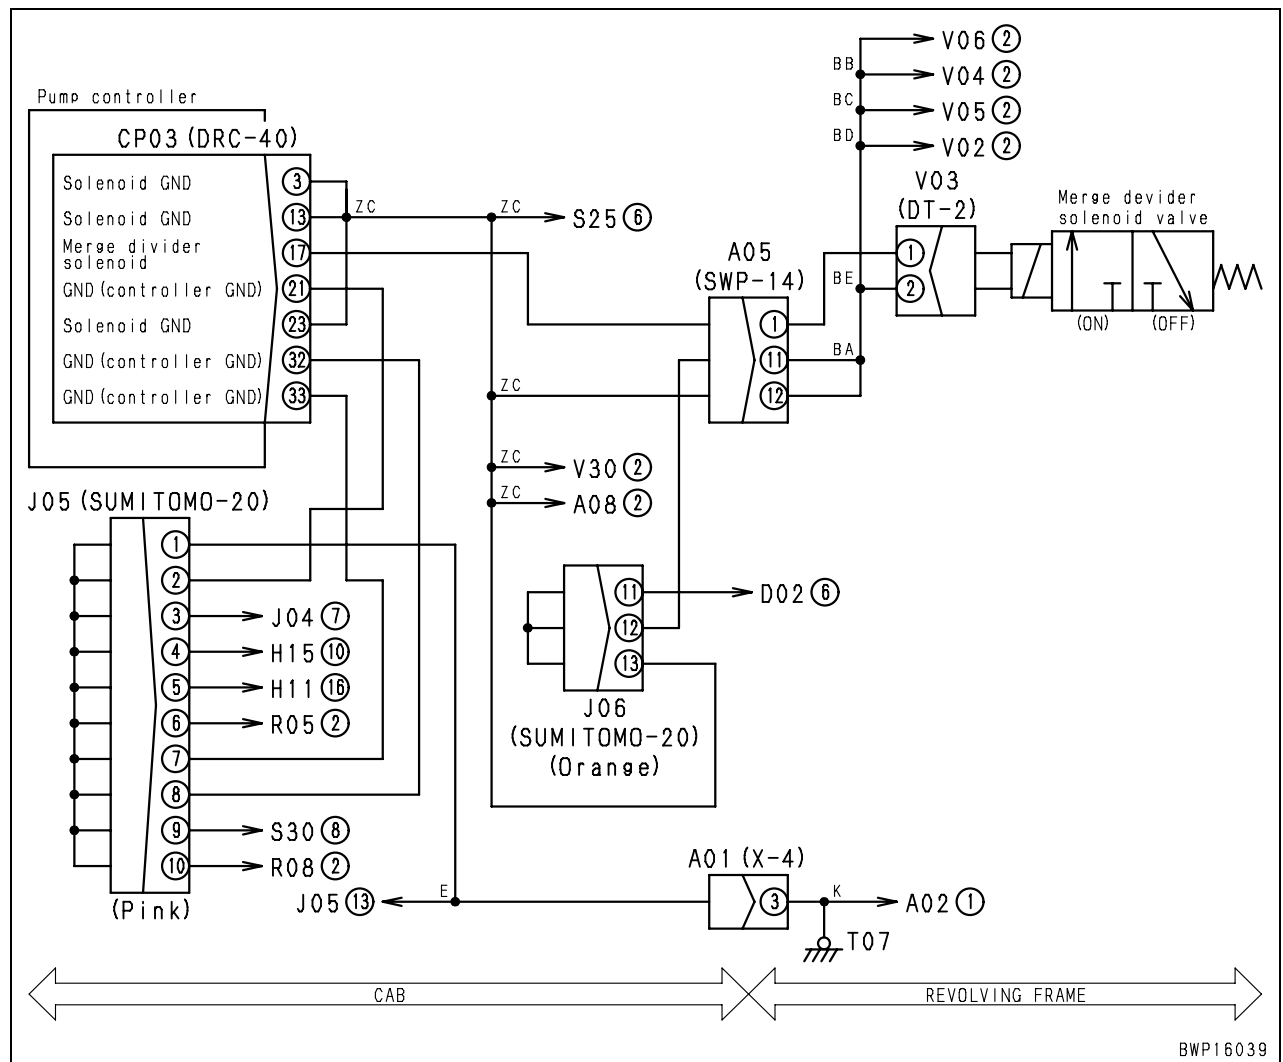 Pump controller
CP03 (DRC-40)
Solenoid GND 3
Solenoid GND 13
Merge divider
solenoid 17
GND (controller GND) 21
Solenoid GND 23
GND (controller GND) 32
GND (controller GND) 33
ZC
ZC
S25 6
ZC
ZC
V30 2
ZC
A08 2
A05
(SWP-14)
1
11
12
BB
BC
BD
BE
BA
V06 2
V04 2
V05 2
V02 2
V03
(DT-2)
1
2
Merge devider
solenoid valve
(ON) (OFF)
J05 (SUMITOMO-20)
1
2
3 J04 7
4 H15 10
5 H11 16
6 R05 2
7
8
9 S30 8
10 R08 2
(Pink)
11 D02 6
12
13
J06
(SUMITOMO-20)
(Orange)
J05 13
E
A01 (X-4)
3
K
A02 1
T07
CAB
REVOLVING FRAME
BWP16039